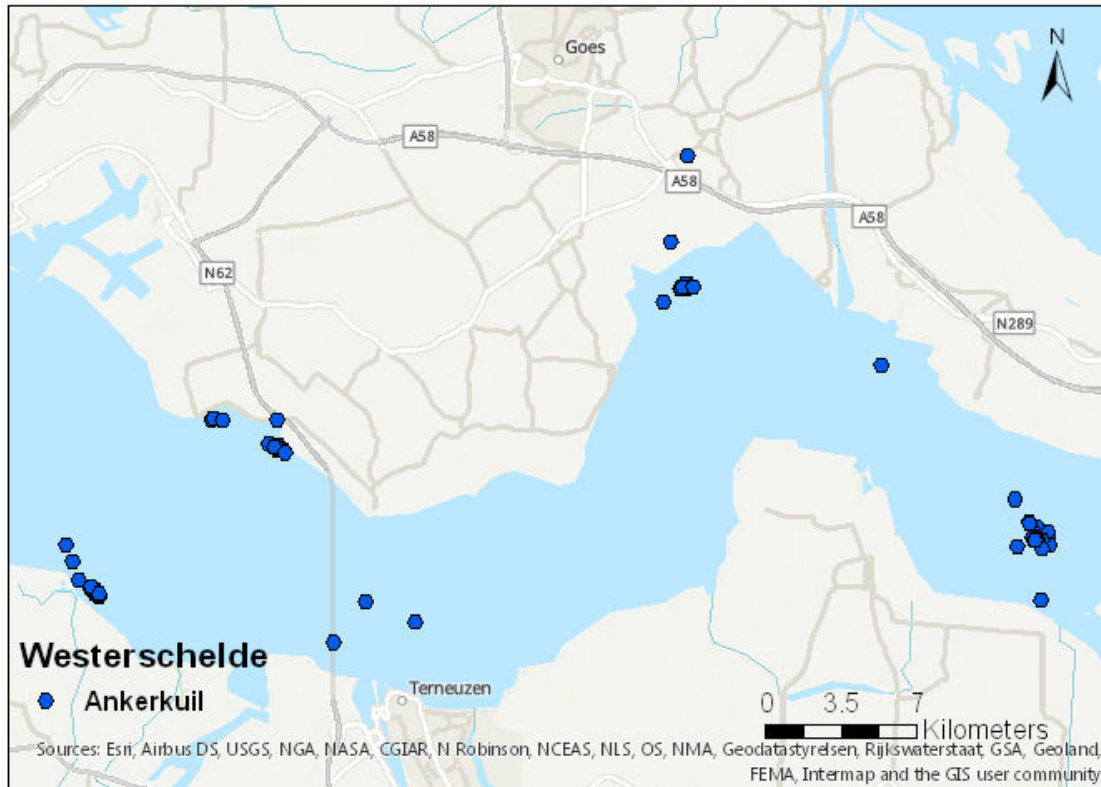 Goes
N
A58
A58
A58
N62
N289
Westerschelde
Ankerkuil
Terneuzen
0 3.5 7
Kilometers
Sources: Esri, Airbus DS, USGS, NGA, NASA, CGIAR, N Robinson, NCEAS, NLS, OS, NMA, Geodatastyrelsen, Rijkswaterstaat, GSA, Geoland,
FEMA, Intermap and the GIS user community